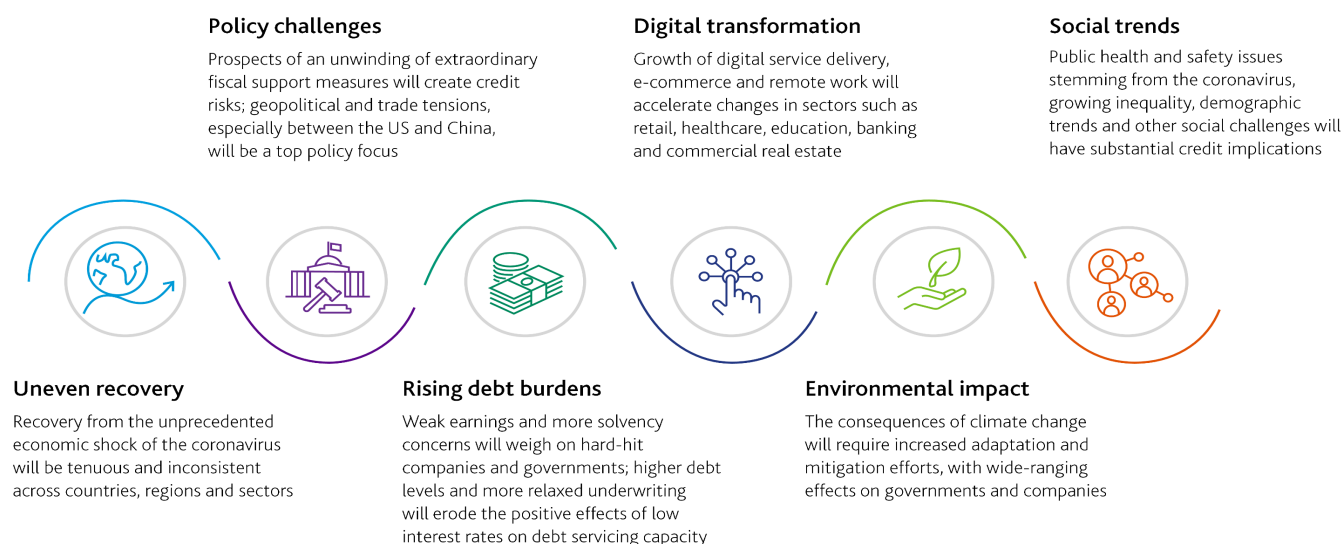 Policy challenges
Prospects of an unwinding of extraordinary
fiscal support measures will create credit
risks; geopolitical and trade tensions,
especially between the US and China,
will be a top policy focus
Digital transformation
Growth of digital service delivery,
e-commerce and remote work will
accelerate changes in sectors such as
retail, healthcare, education, banking
and commercial real estate
Social trends
Public health and safety issues
stemming from the coronavirus,
growing inequality, demographic
trends and other social challenges will
have substantial credit implications
Uneven recovery
Recovery from the unprecedented
economic shock of the coronavirus
will be tenuous and inconsistent
across countries, regions and sectors
Rising debt burdens
Weak earnings and more solvency
concerns will weigh on hard-hit
companies and governments; higher debt
levels and more relaxed underwriting
will erode the positive effects of low
interest rates on debt servicing capacity
Environmental impact
The consequences of climate change
will require increased adaptation and
mitigation efforts, with wide-ranging
effects on governments and companies